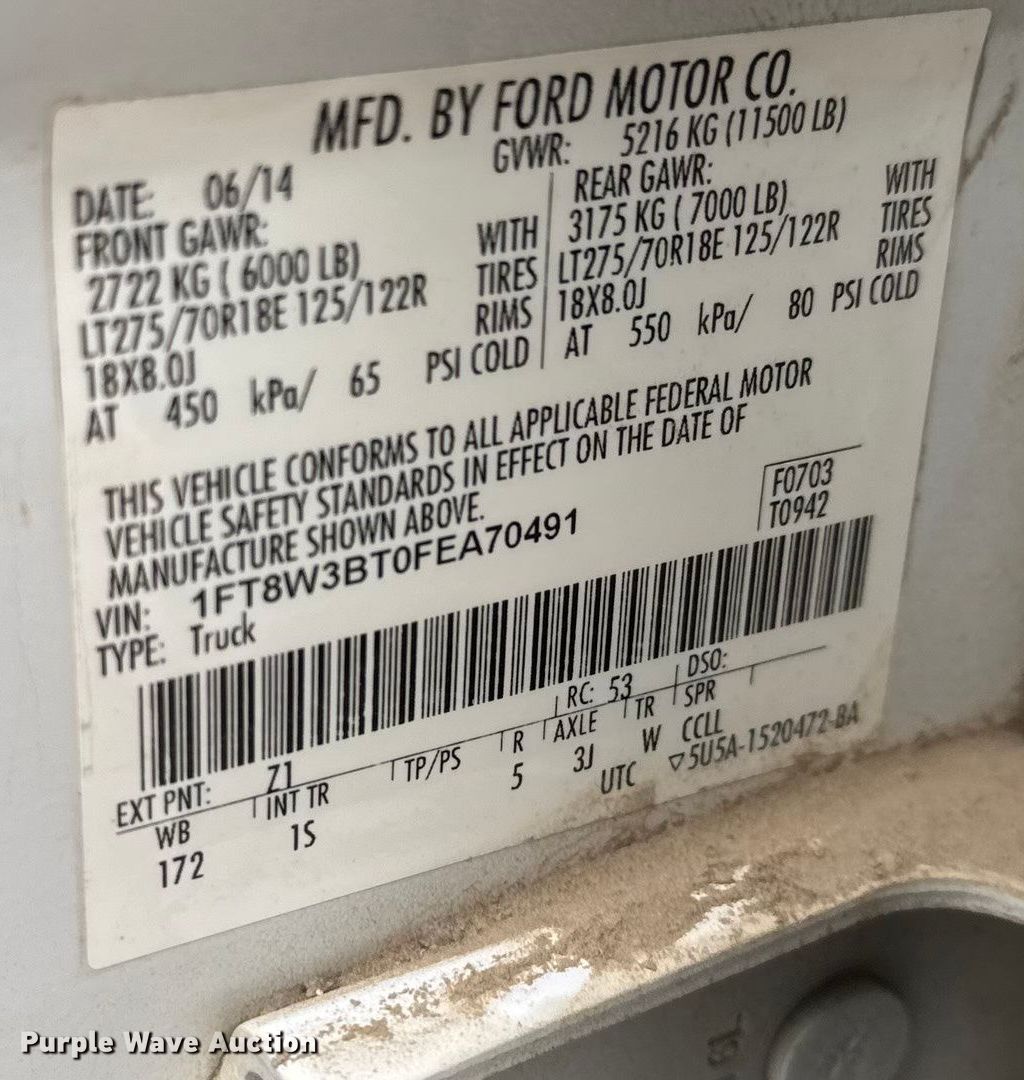 MFD. BY FORD MOTOR CO.
DATE: 06/14 GVWR: 5216 KG (11500 LB)
FRONT GAWR: REAR GAWR:
2722 KG ( 6000 LB) WITH 3175 KG ( 7000 LB) WITH
LT275/70R18E 125/122R TIRES LT275/70R18E 125/122R TIRES
18X8.0J RIMS 18X8.0J RIMS
AT 450 kPa/ 65 PSI COLD AT 550 kPa/ 80 PSI COLD
THIS VEHICLE CONFORMS TO ALL APPLICABLE FEDERAL MOTOR
VEHICLE SAFETY STANDARDS IN EFFECT ON THE DATE OF
MANUFACTURE SHOWN ABOVE.
VIN: 1FT8W3BT0FEA70491
TYPE: Truck
F0703
T0942
EXT PNT: Z1 RC: 53 DSO:
WB INT TR TP/PS R AXLE TR SPR
172 1S 5 3J W CCLL
UTC ▽5U5A-1520472-BA
Purple Wave Auction